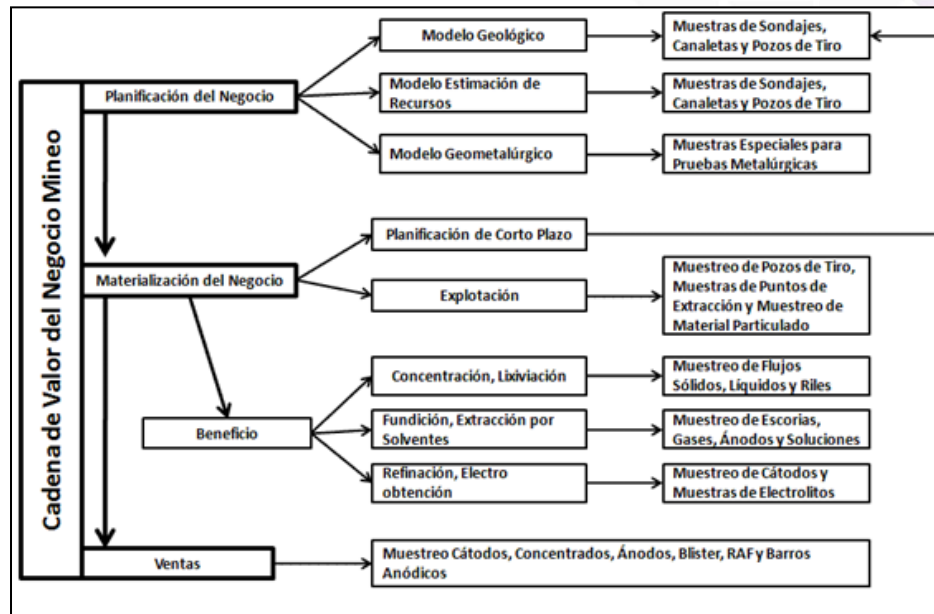 Cadena de Valor del Negocio Mineo
Planificación del Negocio
Modelo Geológico
Muestras de Sondajes,
Canaletas y Pozos de Tiro
Modelo Estimación de
Recursos
Muestras de Sondajes,
Canaletas y Pozos de Tiro
Modelo Geometalúrgico
Muestras Especiales para
Pruebas Metalúrgicas
Materialización del Negocio
Planificación de Corto Plazo
Explotación
Muestreo de Pozos de Tiro,
Muestras de Puntos de
Extracción y Muestreo de
Material Particulado
Beneficio
Concentración, Lixiviación
Muestreo de Flujos
Sólidos, Líquidos y Riles
Fundición, Extracción por
Solventes
Muestreo de Escorias,
Gases, Ánodos y Soluciones
Refinación, Electro
obtención
Muestreo de Cátodos y
Muestras de Electrolitos
Ventas
Muestreo Cátodos, Concentrados, Ánodos, Blister, RAF y Barros
Anódicos